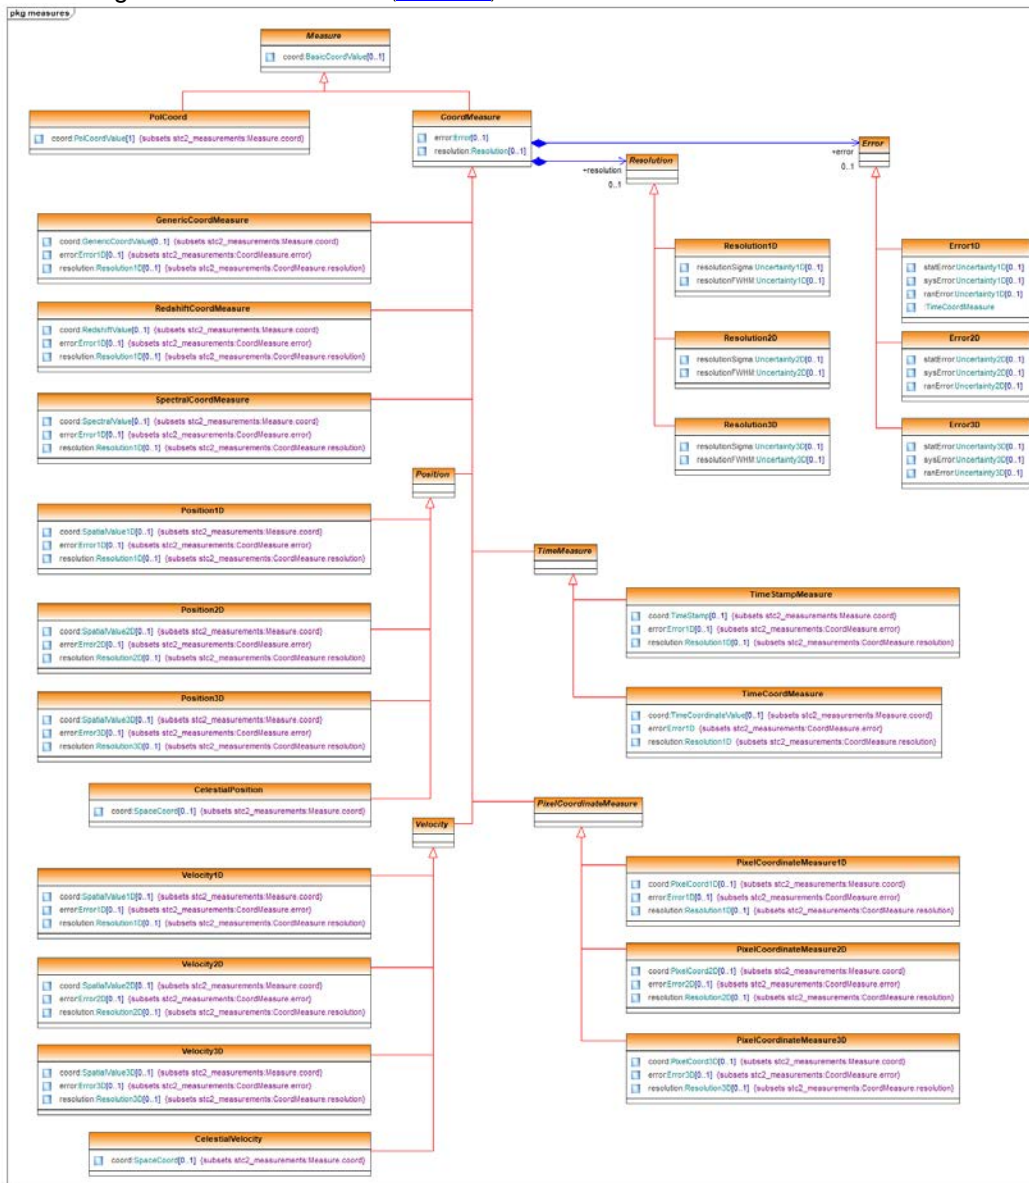 pkg measures
Measure
coord:BasicCoordValue[0..1]
PolCoord
coord:PolCoordValue[1] {subsets stc2_measurements:Measure.coord}
CoordMeasure
error:Error[0..1]
resolution:Resolution[0..1]
+error
0..1
Error
+resolution
0..1
Resolution
GenericCoordMeasure
coord:GenericCoordValue[0..1] {subsets stc2_measurements:Measure.coord}
error:Error1D[0..1] {subsets stc2_measurements:CoordMeasure.error}
resolution:Resolution1D[0..1] {subsets stc2_measurements:CoordMeasure.resolution}
Resolution1D
resolutionSigma:Uncertainty1D[0..1]
resolutionFWHM:Uncertainty1D[0..1]
Error1D
statError:Uncertainty1D[0..1]
sysError:Uncertainty1D[0..1]
ranError:Uncertainty1D[0..1]
:TimeCoordMeasure
RedshiftCoordMeasure
coord:RedshiftValue[0..1] {subsets stc2_measurements:Measure.coord}
error:Error1D[0..1] {subsets stc2_measurements:CoordMeasure.error}
resolution:Resolution1D[0..1] {subsets stc2_measurements:CoordMeasure.resolution}
Resolution2D
resolutionSigma:Uncertainty2D[0..1]
resolutionFWHM:Uncertainty2D[0..1]
Error2D
statError:Uncertainty2D[0..1]
sysError:Uncertainty2D[0..1]
ranError:Uncertainty2D[0..1]
SpectralCoordMeasure
coord:SpectralValue[0..1] {subsets stc2_measurements:Measure.coord}
error:Error1D[0..1] {subsets stc2_measurements:CoordMeasure.error}
resolution:Resolution1D[0..1] {subsets stc2_measurements:CoordMeasure.resolution}
Resolution3D
resolutionSigma:Uncertainty3D[0..1]
resolutionFWHM:Uncertainty3D[0..1]
Error3D
statError:Uncertainty3D[0..1]
sysError:Uncertainty3D[0..1]
ranError:Uncertainty3D[0..1]
Position
Position1D
coord:SpatialValue1D[0..1] {subsets stc2_measurements:Measure.coord}
error:Error1D[0..1] {subsets stc2_measurements:CoordMeasure.error}
resolution:Resolution1D[0..1] {subsets stc2_measurements:CoordMeasure.resolution}
TimeMeasure
TimeStampMeasure
coord:TimeStamp[0..1] {subsets stc2_measurements:Measure.coord}
error:Error1D[0..1] {subsets stc2_measurements:CoordMeasure.error}
resolution:Resolution1D[0..1] {subsets stc2_measurements:CoordMeasure.resolution}
Position2D
coord:SpatialValue2D[0..1] {subsets stc2_measurements:Measure.coord}
error:Error2D[0..1] {subsets stc2_measurements:CoordMeasure.error}
resolution:Resolution2D[0..1] {subsets stc2_measurements:CoordMeasure.resolution}
TimeCoordMeasure
coord:TimeCoordinateValue[0..1] {subsets stc2_measurements:Measure.coord}
error:Error1D {subsets stc2_measurements:CoordMeasure.error}
resolution:Resolution1D {subsets stc2_measurements:CoordMeasure.resolution}
Position3D
coord:SpatialValue3D[0..1] {subsets stc2_measurements:Measure.coord}
error:Error3D[0..1] {subsets stc2_measurements:CoordMeasure.error}
resolution:Resolution3D[0..1] {subsets stc2_measurements:CoordMeasure.resolution}
CelestialPosition
coord:SpaceCoord[0..1] {subsets stc2_measurements:Measure.coord}
PixelCoordinateMeasure
Velocity
Velocity1D
coord:SpatialValue1D[0..1] {subsets stc2_measurements:Measure.coord}
error:Error1D[0..1] {subsets stc2_measurements:CoordMeasure.error}
resolution:Resolution1D[0..1] {subsets stc2_measurements:CoordMeasure.resolution}
PixelCoordinateMeasure1D
coord:PixelCoord1D[0..1] {subsets stc2_measurements:Measure.coord}
error:Error1D[0..1] {subsets stc2_measurements:CoordMeasure.error}
resolution:Resolution1D[0..1] {subsets stc2_measurements:CoordMeasure.resolution}
Velocity2D
coord:SpatialValue2D[0..1] {subsets stc2_measurements:Measure.coord}
error:Error2D[0..1] {subsets stc2_measurements:CoordMeasure.error}
resolution:Resolution2D[0..1] {subsets stc2_measurements:CoordMeasure.resolution}
PixelCoordinateMeasure2D
coord:PixelCoord2D[0..1] {subsets stc2_measurements:Measure.coord}
error:Error2D[0..1] {subsets stc2_measurements:CoordMeasure.error}
resolution:Resolution2D[0..1] {subsets stc2_measurements:CoordMeasure.resolution}
Velocity3D
coord:SpatialValue3D[0..1] {subsets stc2_measurements:Measure.coord}
error:Error3D[0..1] {subsets stc2_measurements:CoordMeasure.error}
resolution:Resolution3D[0..1] {subsets stc2_measurements:CoordMeasure.resolution}
PixelCoordinateMeasure3D
coord:PixelCoord3D[0..1] {subsets stc2_measurements:Measure.coord}
error:Error3D[0..1] {subsets stc2_measurements:CoordMeasure.error}
resolution:Resolution3D[0..1] {subsets stc2_measurements:CoordMeasure.resolution}
CelestialVelocity
coord:SpaceCoord[0..1] {subsets stc2_measurements:Measure.coord}